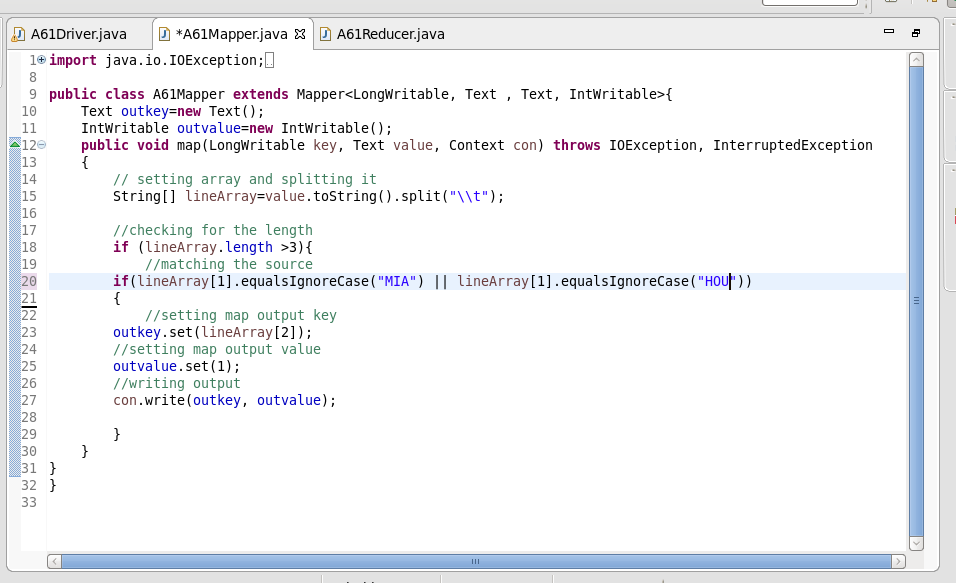 A61Driver.java *A61Mapper.java A61Reducer.java
1 import java.io.IOException;
8
9 public class A61Mapper extends Mapper<LongWritable, Text , Text, IntWritable>{
10 Text outkey=new Text();
11 IntWritable outvalue=new IntWritable();
12 public void map(LongWritable key, Text value, Context con) throws IOException, InterruptedException
13 {
14 // setting array and splitting it
15 String[] lineArray=value.toString().split("\\t");
16
17 //checking for the length
18 if (lineArray.length >3){
19 //matching the source
20 if(lineArray[1].equalsIgnoreCase("MIA") || lineArray[1].equalsIgnoreCase("HOU"))
21 {
22 //setting map output key
23 outkey.set(lineArray[2]);
24 //setting map output value
25 outvalue.set(1);
26 //writing output
27 con.write(outkey, outvalue);
28
29 }
30 }
31 }
32 }
33